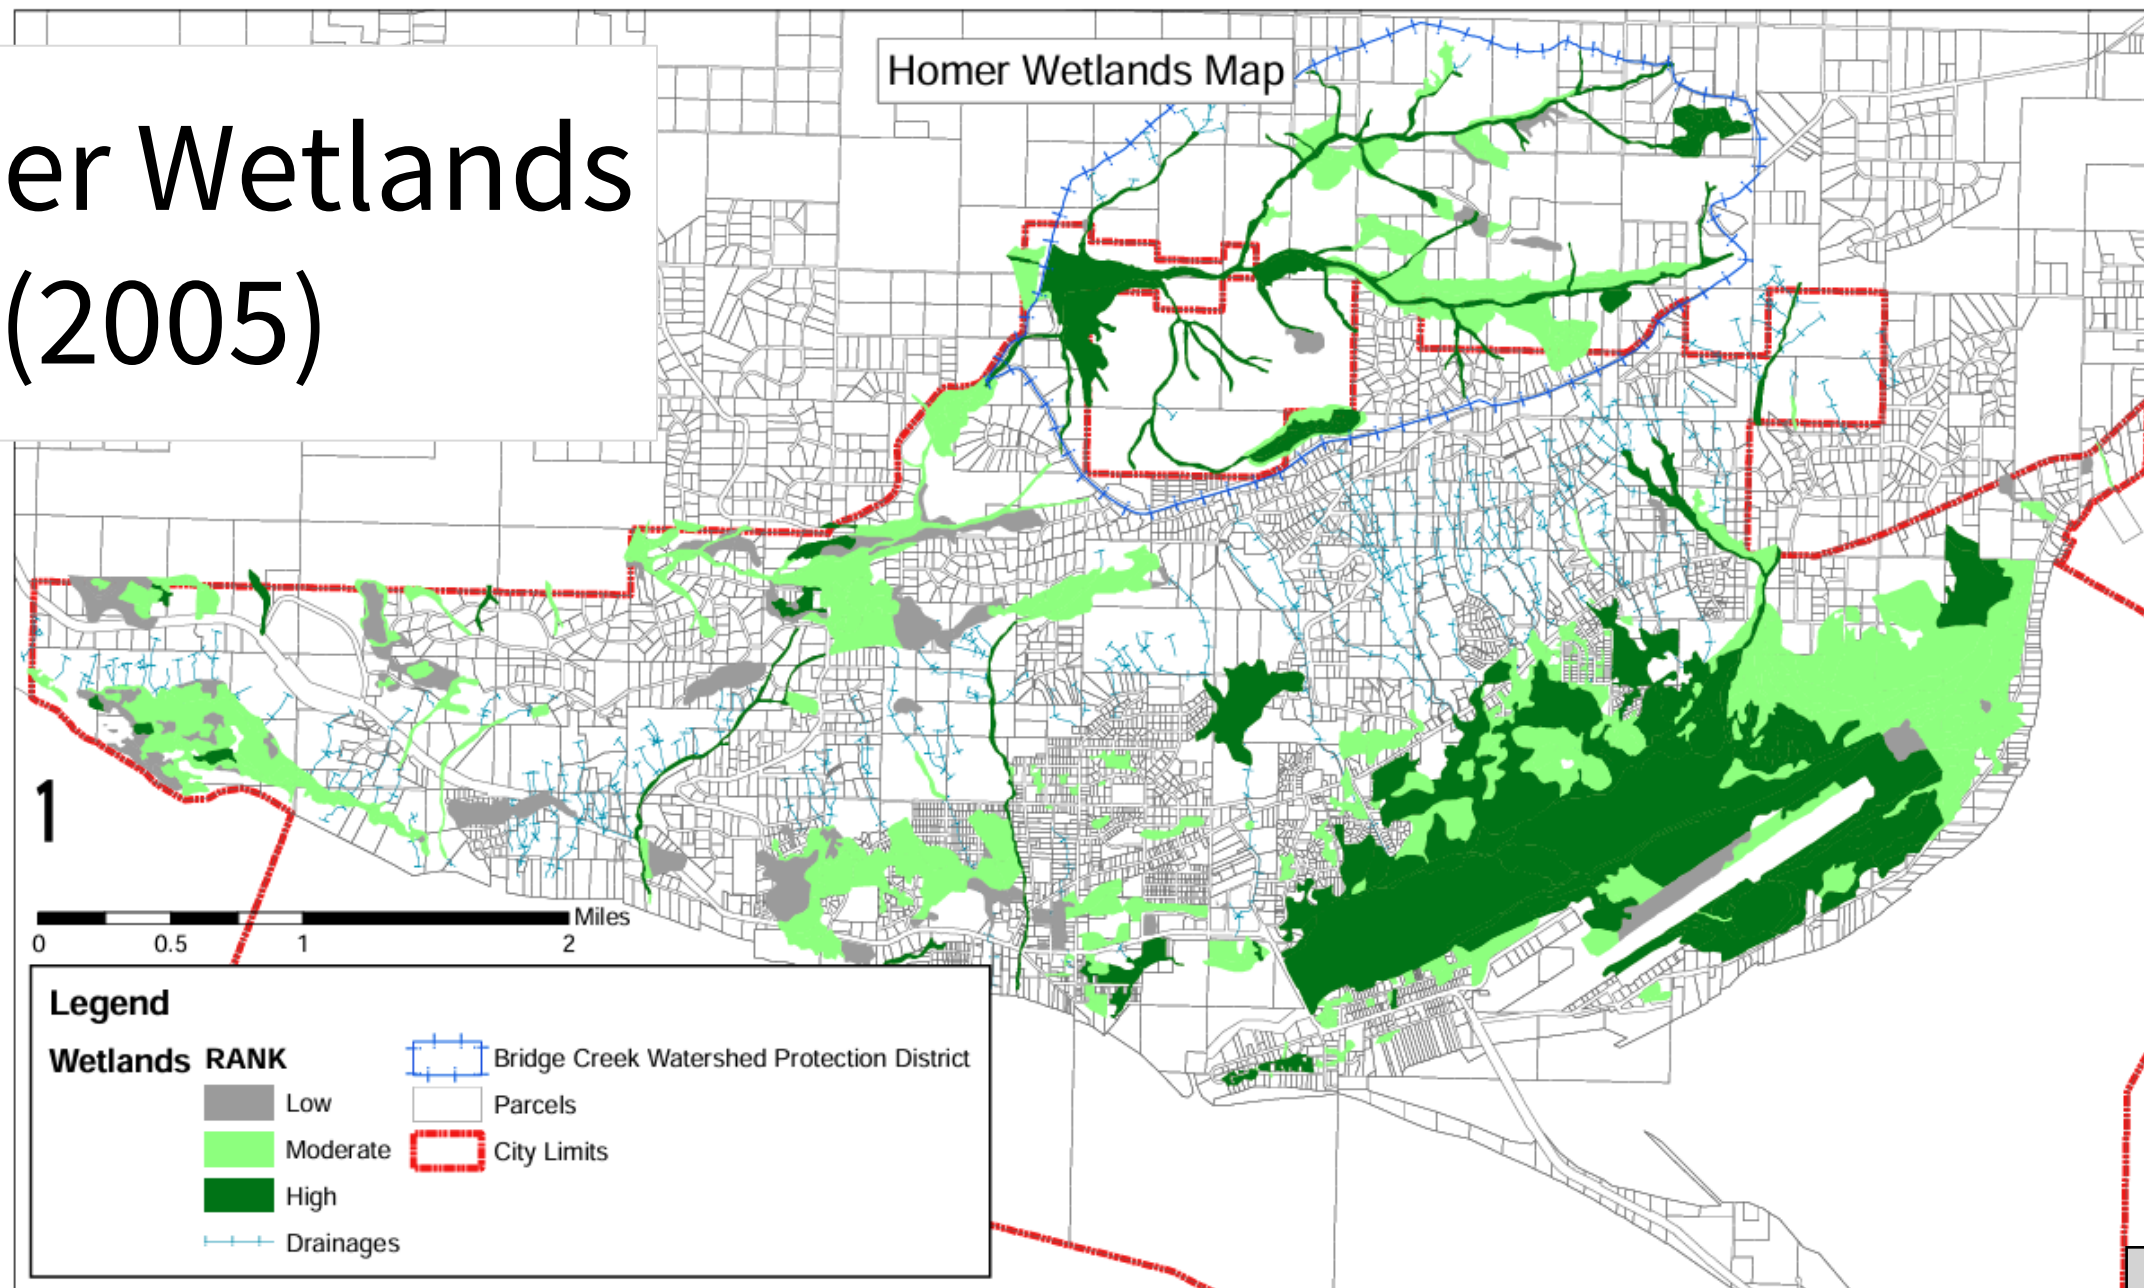 er Wetlands
(2005)
Homer Wetlands Map
1
Miles
0 0.5 1 2
Legend
Wetlands RANK
Low
Moderate
High
Drainages
Bridge Creek Watershed Protection District
Parcels
City Limits